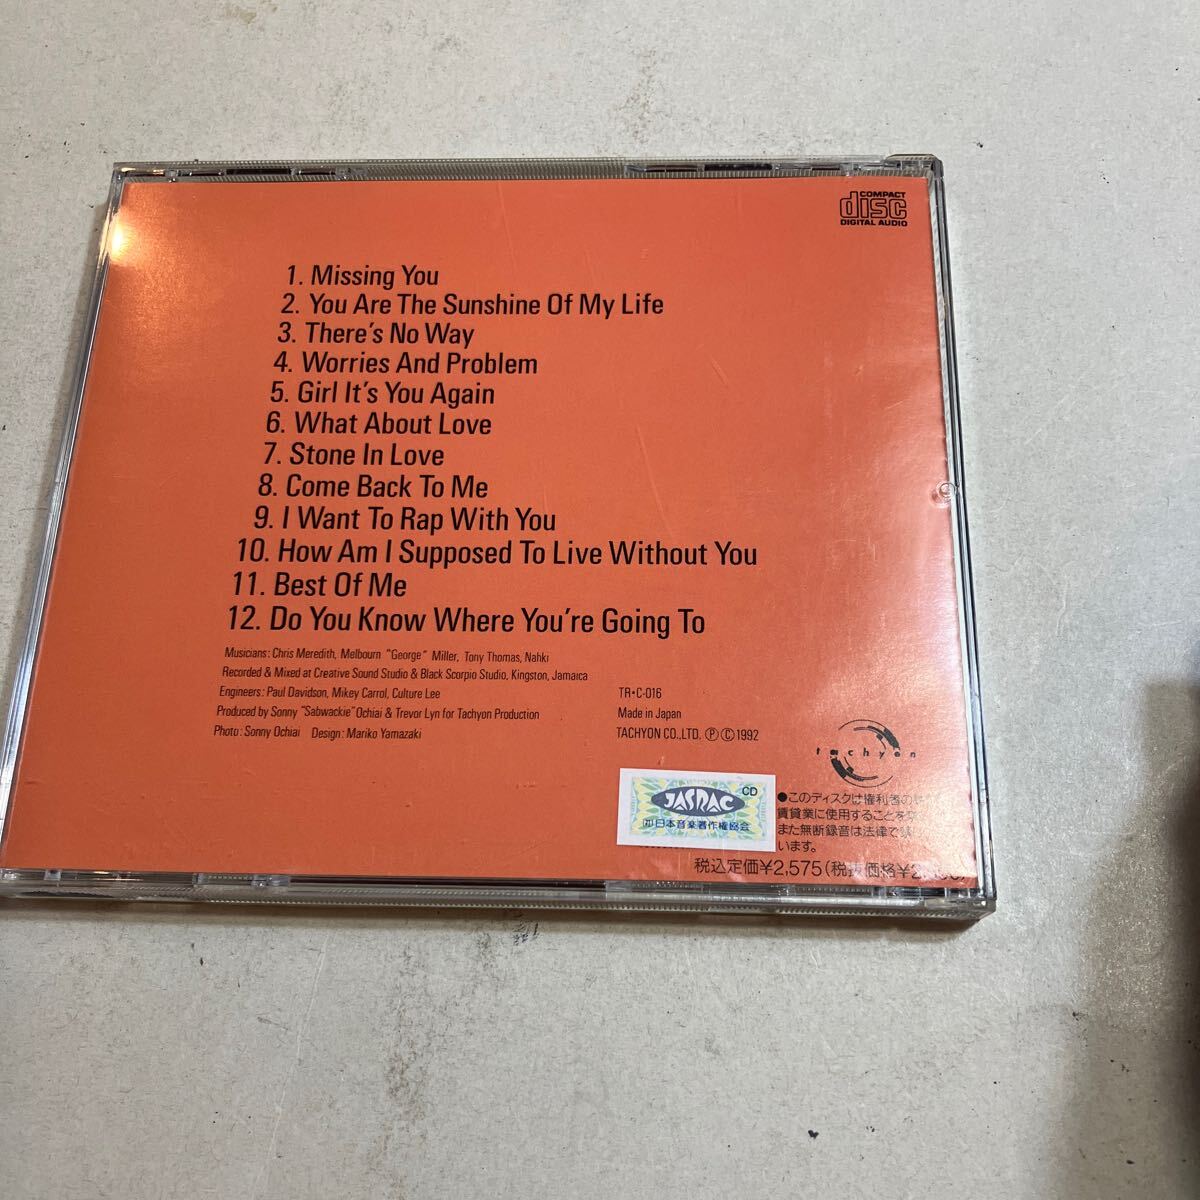 COMPACT
disc
DIGITAL AUDIO
1. Missing You
2. You Are The Sunshine Of My Life
3. There's No Way
4. Worries And Problem
5. Girl It's You Again
6. What About Love
7. Stone In Love
8. Come Back To Me
9. I Want To Rap With You
10. How Am I Supposed To Live Without You
11. Best Of Me
12. Do You Know Where You're Going To
Musicians: Chris Meredith, Melbourn "George" Miller, Tony Thomas, Nahki
Recorded & Mixed at Creative Sound Studio & Black Scorpio Studio, Kingston, Jamaica
Engineers: Paul Davidson, Mikey Carrol, Culture Lee
Produced by Sonny "Sabwackie" Ochiai & Trevor Lyn for Tachyon Production
Photo: Sonny Ochiai Design: Mariko Yamazaki
TR・C-016
Made in Japan
TACHYON CO.,LTD. Ⓟ Ⓒ 1992
tachyon
JASRAC
CD
㈳日本音楽著作権協会
●このディスクは権利者の
賃貸業に使用することを
また無断録音は法律で
います。
税込定価¥2,575(税抜価格¥2